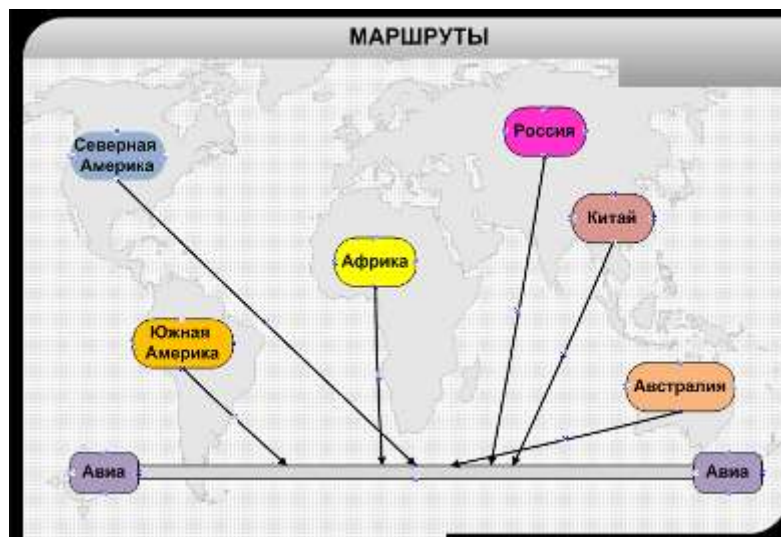 МАРШРУТЫ
Россия
Северная
Америка
Китай
Африка
Южная
Америка
Австралия
Авиа
Авиа